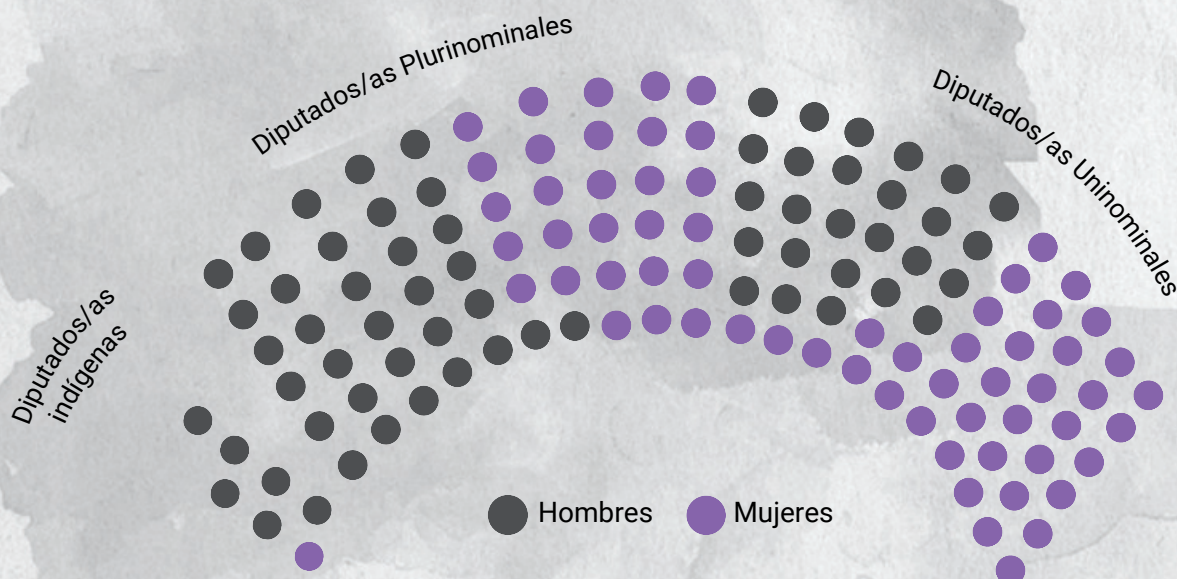 Diputados/as Plurinominales
Diputados/as Uninominales
Diputados/as
indígenas
Hombres
Mujeres